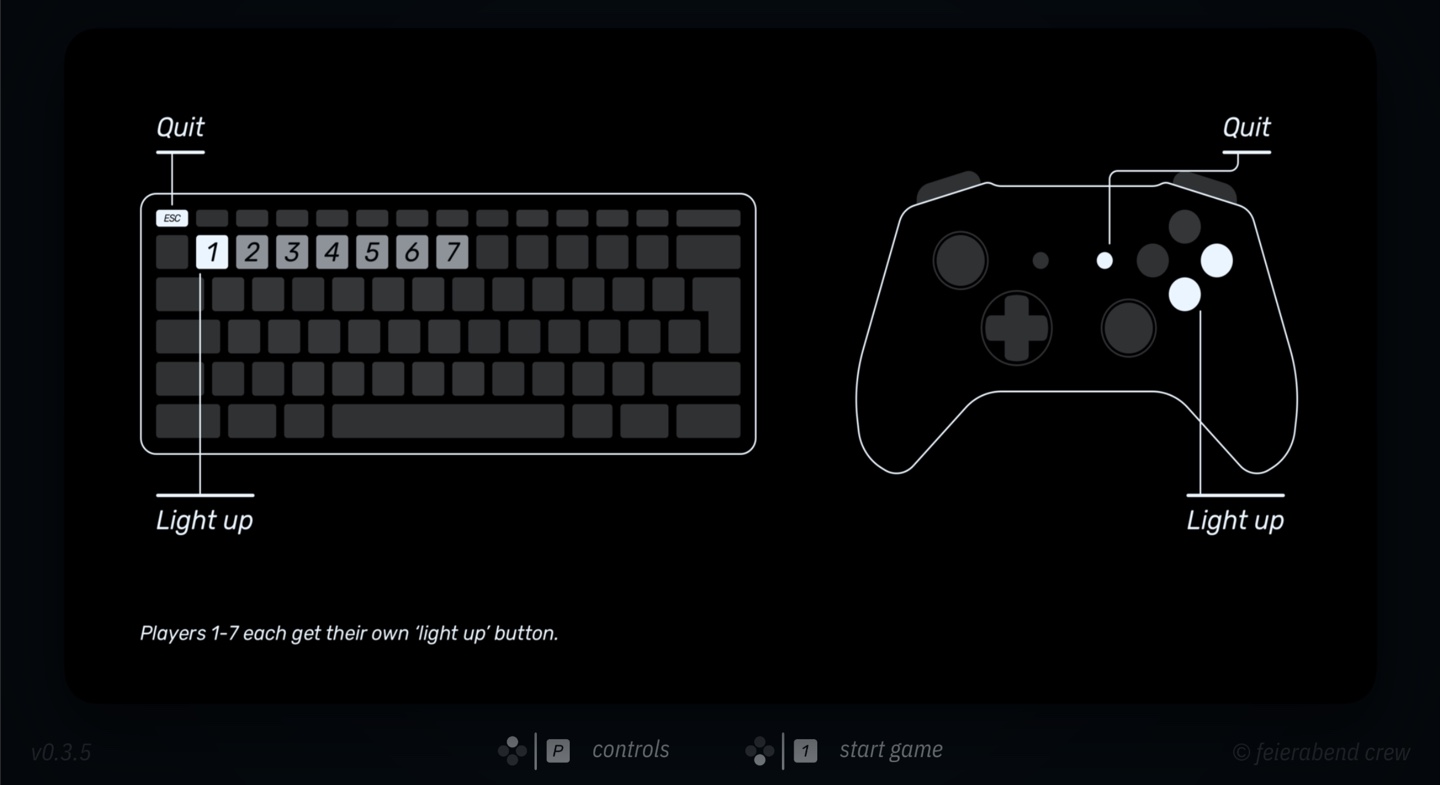 Quit
Quit
ESC
1 2 3 4 5 6 7
Light up
Light up
Players 1-7 each get their own ‘light up’ button.
v0.3.5
P controls
1 start game
© feierabend crew